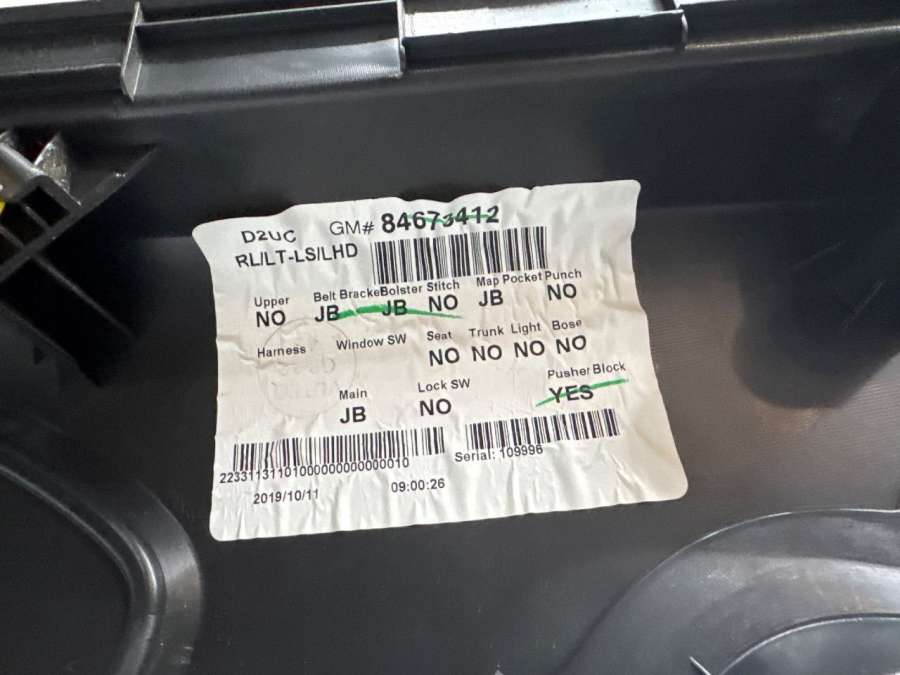 D2UC GM# 84673412
RL/LT-LS/LHD
Upper Belt Bracke Bolster Stitch Map Pocket Punch
NO JB JB NO JB NO
Harness Window SW Seat Trunk Light Bose
NO NO NO NO
Main Lock SW Pusher Block
JB NO YES
Serial: 109996
2019/10/11 09:00:26